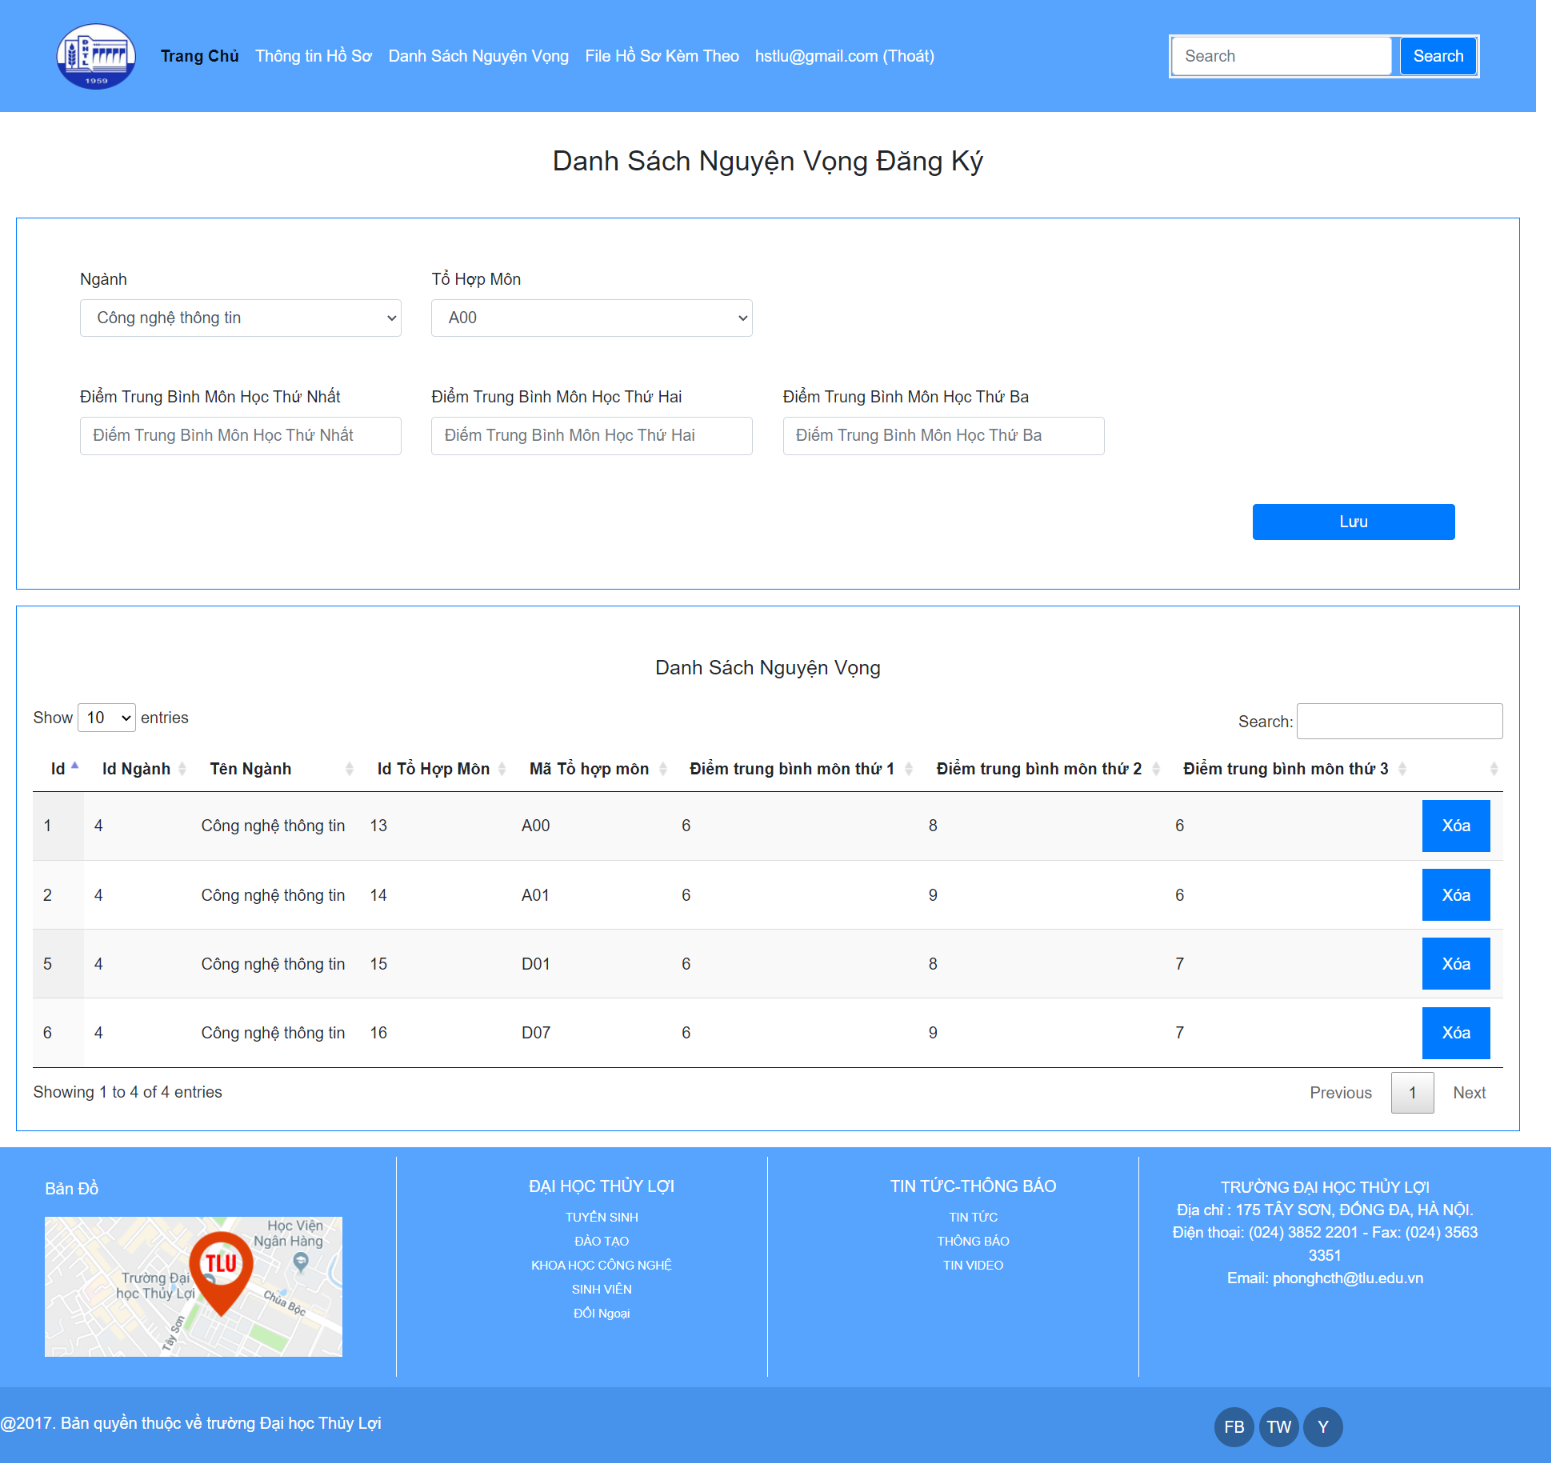 ĐHTL
1959
Trang Chủ Thông tin Hồ Sơ Danh Sách Nguyện Vọng File Hồ Sơ Kèm Theo hstlu@gmail.com (Thoát) Search Search
Danh Sách Nguyện Vọng Đăng Ký
Ngành Tổ Hợp Môn
Công nghệ thông tin A00
Điểm Trung Bình Môn Học Thứ Nhất Điểm Trung Bình Môn Học Thứ Hai Điểm Trung Bình Môn Học Thứ Ba
Điểm Trung Bình Môn Học Thứ Nhất Điểm Trung Bình Môn Học Thứ Hai Điểm Trung Bình Môn Học Thứ Ba
Lưu
Danh Sách Nguyện Vọng
Show 10 entries Search:
Id Id Ngành Tên Ngành Id Tổ Hợp Môn Mã Tổ hợp môn Điểm trung bình môn thứ 1 Điểm trung bình môn thứ 2 Điểm trung bình môn thứ 3
1 4 Công nghệ thông tin 13 A00 6 8 6 Xóa
2 4 Công nghệ thông tin 14 A01 6 9 6 Xóa
5 4 Công nghệ thông tin 15 D01 6 8 7 Xóa
6 4 Công nghệ thông tin 16 D07 6 9 7 Xóa
Showing 1 to 4 of 4 entries Previous 1 Next
Bản Đồ
Học Viện
Ngân Hàng
TLU
Trường Đại
học Thủy Lợi
Chùa Bộc
Tây Sơn
ĐẠI HỌC THỦY LỢI
TUYỂN SINH
ĐÀO TẠO
KHOA HỌC CÔNG NGHỆ
SINH VIÊN
ĐỐI Ngoại
TIN TỨC-THÔNG BÁO
TIN TỨC
THÔNG BÁO
TIN VIDEO
TRƯỜNG ĐẠI HỌC THỦY LỢI
Địa chỉ : 175 TÂY SƠN, ĐỐNG ĐA, HÀ NỘI.
Điện thoại: (024) 3852 2201 - Fax: (024) 3563
3351
Email: phonghcth@tlu.edu.vn
@2017. Bản quyền thuộc về trường Đại học Thủy Lợi FB TW Y